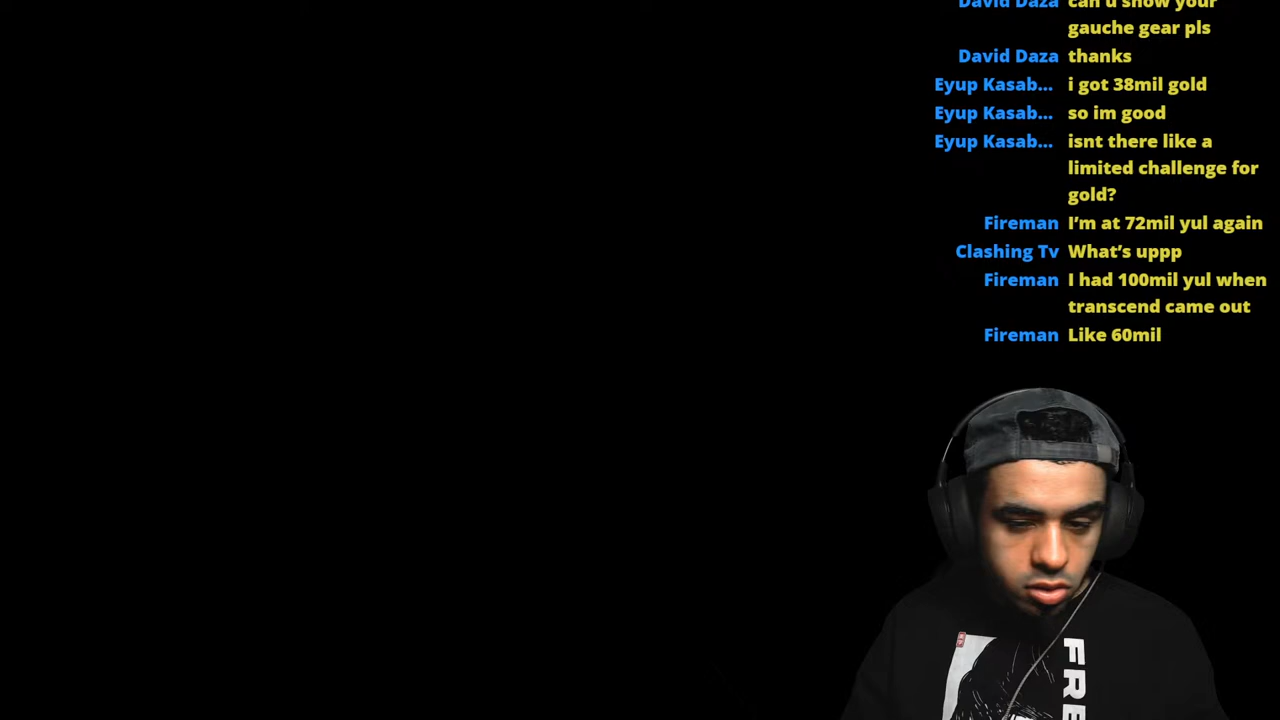 David Daza can u show your
gauche gear pls
David Daza thanks
Eyup Kasab... i got 38mil gold
Eyup Kasab... so im good
Eyup Kasab... isnt there like a
limited challenge for
gold?
Fireman I’m at 72mil yul again
Clashing Tv What’s uppp
Fireman I had 100mil yul when
transcend came out
Fireman Like 60mil
FRE